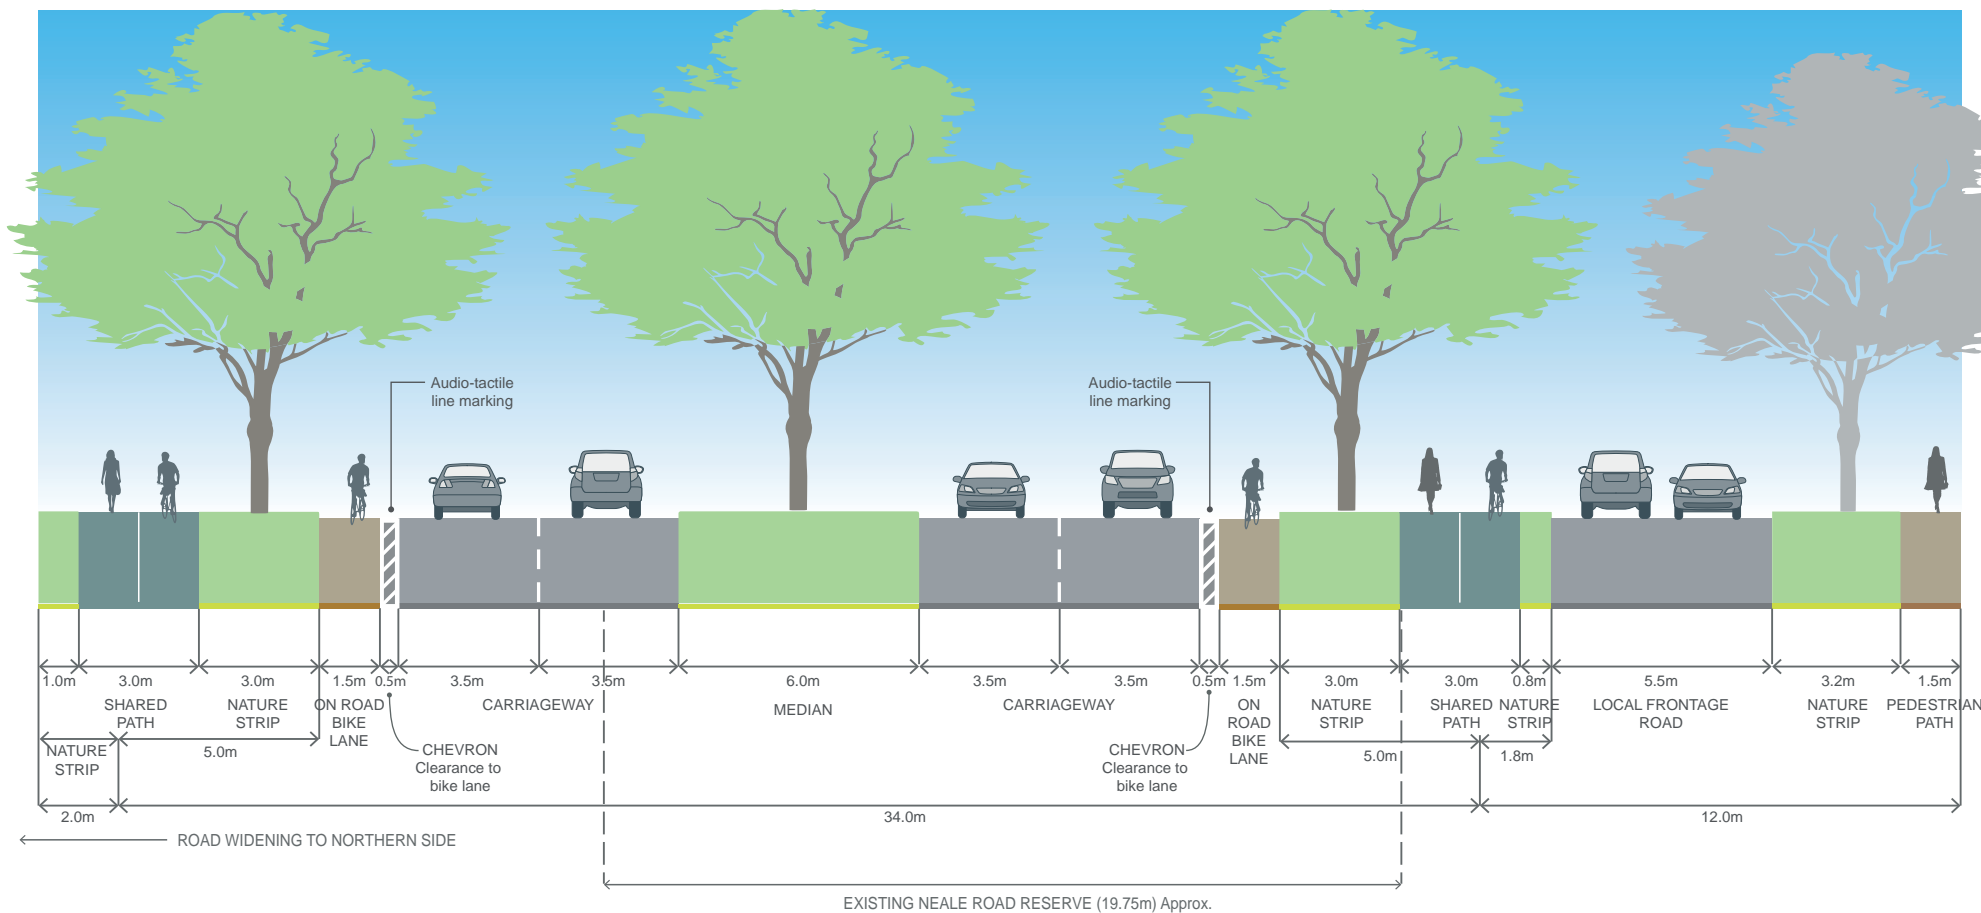 Audio-tactile
line marking
Audio-tactile
line marking
1.0m
3.0m
3.0m
1.5m
0.5m
3.5m
3.5m
6.0m
3.5m
3.5m
0.5m
1.5m
3.0m
3.0m
0.8m
5.5m
3.2m
1.5m
SHARED
PATH
NATURE
STRIP
ON ROAD
BIKE
LANE
CARRIAGEWAY
MEDIAN
CARRIAGEWAY
ON
ROAD
BIKE
LANE
NATURE
STRIP
SHARED
PATH
NATURE
STRIP
LOCAL FRONTAGE
ROAD
NATURE
STRIP
PEDESTRIAN
PATH
NATURE
STRIP
5.0m
CHEVRON
Clearance to
bike lane
CHEVRON
Clearance to
bike lane
5.0m
1.8m
2.0m
34.0m
12.0m
ROAD WIDENING TO NORTHERN SIDE
EXISTING NEALE ROAD RESERVE (19.75m) Approx.